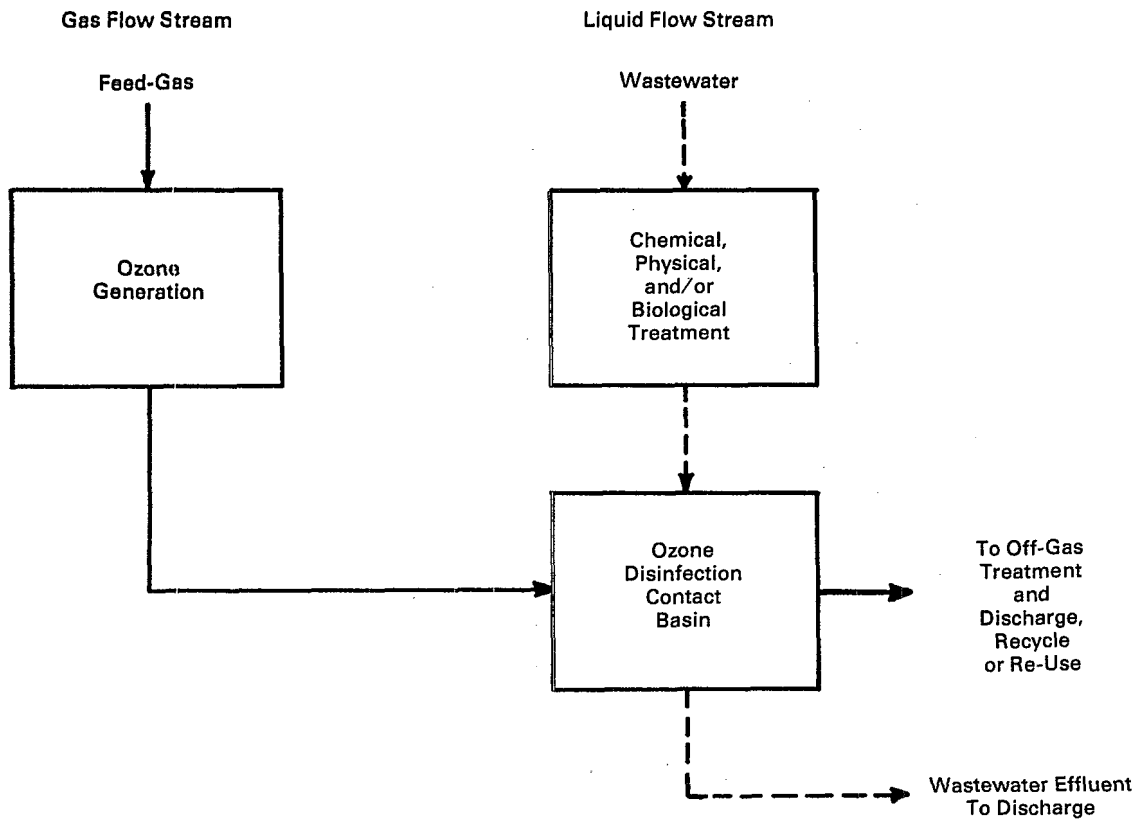 Gas Flow Stream
Liquid Flow Stream
Feed-Gas
Wastewater
Ozone
Generation
Chemical,
Physical,
and/or
Biological
Treatment
Ozone
Disinfection
Contact
Basin
To Off-Gas
Treatment
and
Discharge,
Recycle
or Re-Use
Wastewater Effluent
To Discharge